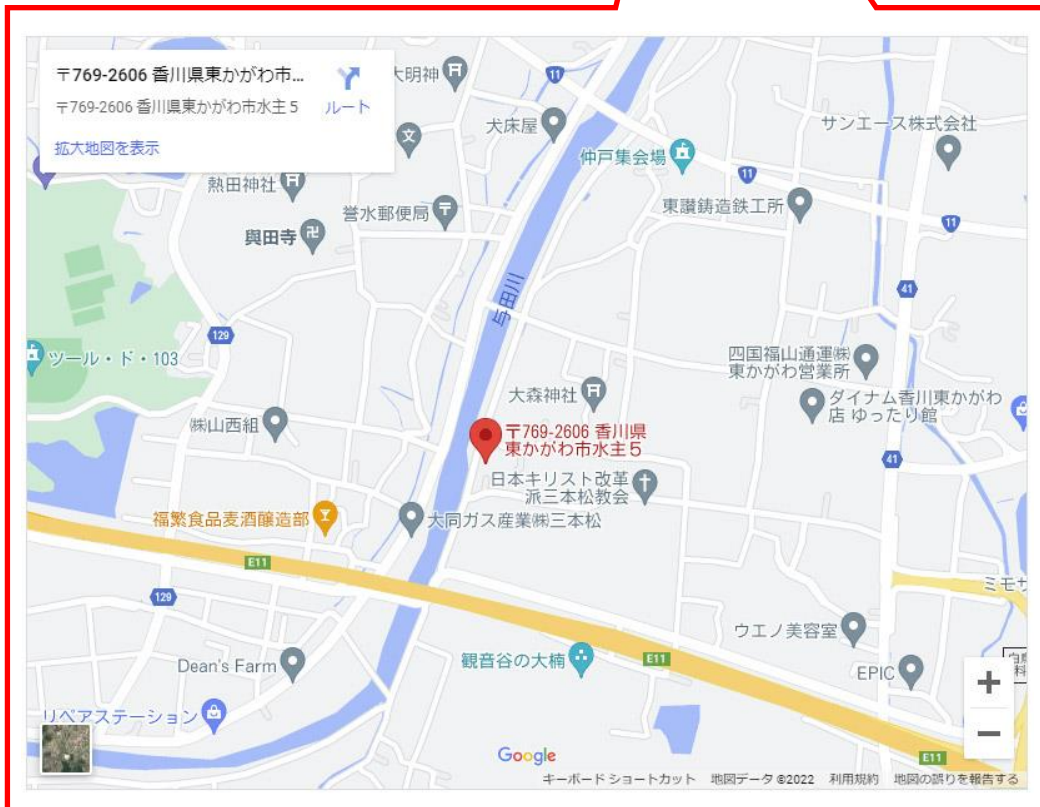 〒769-2606 香川県東かがわ市...
〒769-2606 香川県東かがわ市水主５
ルート
拡大地図を表示
大明神
11
犬床屋
サンエース株式会社
仲戸集会場
11
熱田神社
東讃鋳造鉄工所
誉水郵便局
11
與田寺
与田川
41
129
ツール・ド・103
四国福山通運㈱
東かがわ営業所
大森神社
ダイナム香川東かがわ
店 ゆったり館
㈱山西組
〒769-2606 香川県
東かがわ市水主５
41
日本キリスト改革
派三本松教会
福繁食品麦酒醸造部
大同ガス産業㈱三本松
E11
129
ミモザ
ウエノ美容室
Dean's Farm
観音谷の大楠
E11
EPIC
リペアステーション
Google
E11
キーボード ショートカット
地図データ ©2022
利用規約
地図の誤りを報告する